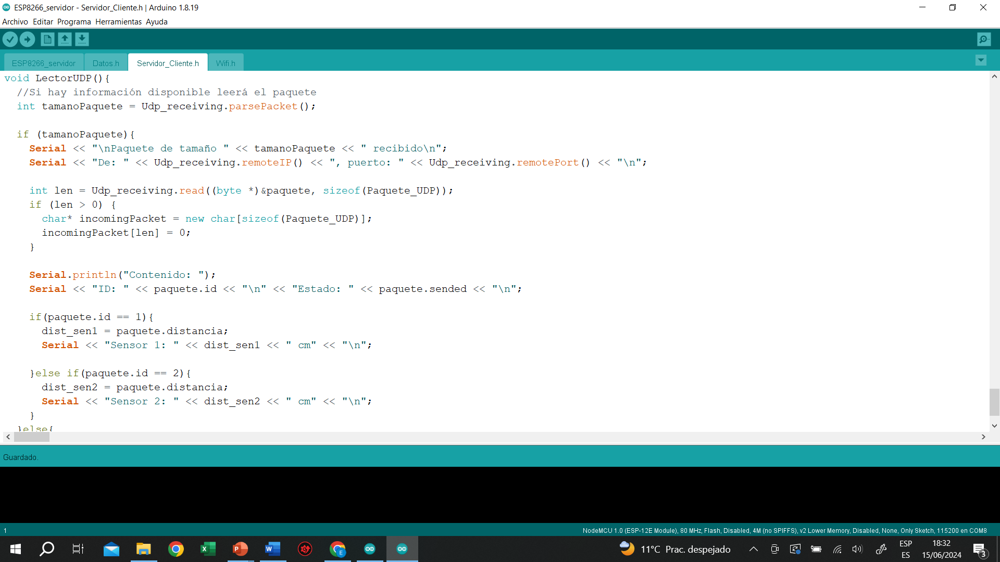 ESP8266_servidor - Servidor_Cliente.h | Arduino 1.8.19
Archivo Editar Programa Herramientas Ayuda
ESP8266_servidor Datos.h Servidor_Cliente.h Wifi.h
void LectorUDP(){
//Si hay información disponible leerá el paquete
int tamanoPaquete = Udp_receiving.parsePacket();
if (tamanoPaquete){
Serial << "\nPaquete de tamaño " << tamanoPaquete << " recibido\n";
Serial << "De: " << Udp_receiving.remoteIP() << ", puerto: " << Udp_receiving.remotePort() << "\n";
int len = Udp_receiving.read((byte *)&paquete, sizeof(Paquete_UDP));
if (len > 0) {
char* incomingPacket = new char[sizeof(Paquete_UDP)];
incomingPacket[len] = 0;
}
Serial.println("Contenido: ");
Serial << "ID: " << paquete.id << "\n" << "Estado: " << paquete.sended << "\n";
if(paquete.id == 1){
dist_sen1 = paquete.distancia;
Serial << "Sensor 1: " << dist_sen1 << " cm" << "\n";
}else if(paquete.id == 2){
dist_sen2 = paquete.distancia;
Serial << "Sensor 2: " << dist_sen2 << " cm" << "\n";
}
}else{
Guardado.
1
NodeMCU 1.0 (ESP-12E Module), 80 MHz, Flash, Disabled, 4M (no SPIFFS), v2 Lower Memory, Disabled, None, Only Sketch, 115200 en COM8
11°C Prac. despejado
ESP
ES
18:32
15/06/2024
3